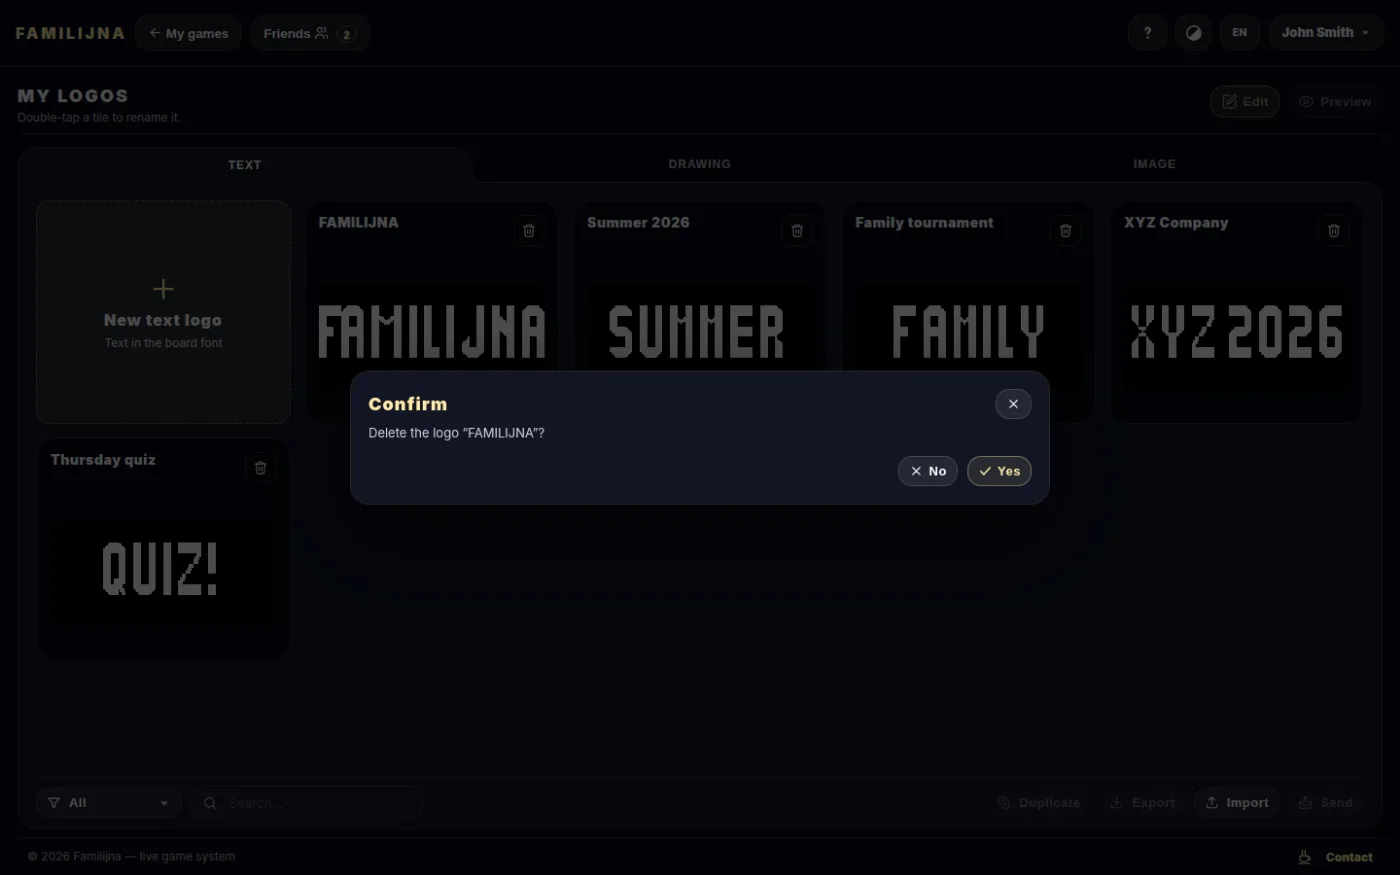 FAMILIJNA
My games
Friends 2
?
EN
John Smith
MY LOGOS
Double-tap a tile to rename it.
Edit
Preview
TEXT
DRAWING
IMAGE
New text logo
Text in the board font
FAMILIJNA
FAMILIJNA
Summer 2026
SUMMER
Family tournament
FAMILY
XYZ Company
XYZ 2026
Confirm
Delete the logo “FAMILIJNA”?
No
Yes
Thursday quiz
QUIZ!
All
Search...
Duplicate
Export
Import
Send
© 2026 Familijna — live game system
Contact